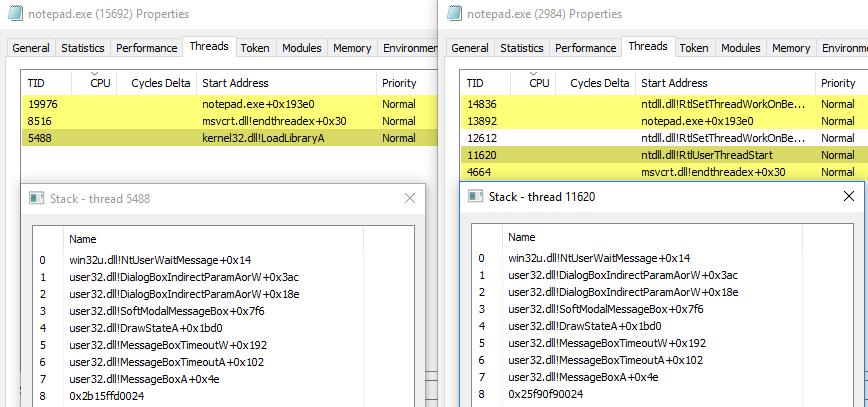 notepad.exe (15692) Properties
General Statistics Performance Threads Token Modules Memory Environmen
TID CPU Cycles Delta Start Address Priority
19976 notepad.exe+0x193e0 Normal
8516 msvcrt.dll!endthreadex+0x30 Normal
5488 kernel32.dll!LoadLibraryA Normal
Stack - thread 5488
Name
0 win32u.dll!NtUserWaitMessage+0x14
1 user32.dll!DialogBoxIndirectParamAorW+0x3ac
2 user32.dll!DialogBoxIndirectParamAorW+0x18e
3 user32.dll!SoftModalMessageBox+0x7f6
4 user32.dll!DrawStateA+0x1bd0
5 user32.dll!MessageBoxTimeoutW+0x192
6 user32.dll!MessageBoxTimeoutA+0x102
7 user32.dll!MessageBoxA+0x4e
8 0x2b15ffd0024
notepad.exe (2984) Properties
General Statistics Performance Threads Token Modules Memory Environm
TID CPU Cycles Delta Start Address Priority
14836 ntdll.dll!RtlSetThreadWorkOnBe... Normal
13892 notepad.exe+0x193e0 Normal
12612 ntdll.dll!RtlSetThreadWorkOnBe... Normal
11620 ntdll.dll!RtlUserThreadStart Normal
4664 msvcrt.dll!endthreadex+0x30 Normal
Stack - thread 11620
Name
0 win32u.dll!NtUserWaitMessage+0x14
1 user32.dll!DialogBoxIndirectParamAorW+0x3ac
2 user32.dll!DialogBoxIndirectParamAorW+0x18e
3 user32.dll!SoftModalMessageBox+0x7f6
4 user32.dll!DrawStateA+0x1bd0
5 user32.dll!MessageBoxTimeoutW+0x192
6 user32.dll!MessageBoxTimeoutA+0x102
7 user32.dll!MessageBoxA+0x4e
8 0x25f90f90024